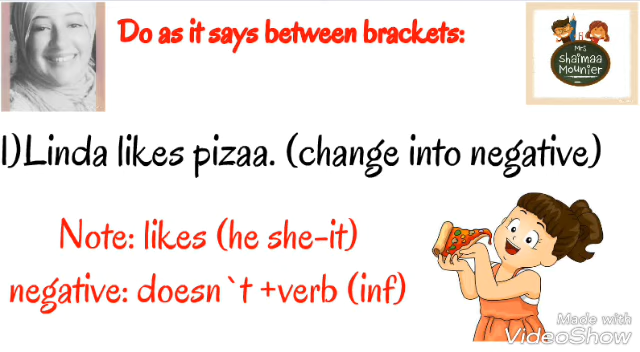 Do as it says between brackets:
Mrs
Shaimaa
Mounier
1)Linda likes pizaa. (change into negative)
Note: likes (he she-it)
negative: doesn`t +verb (inf)
Made with
VideoShow